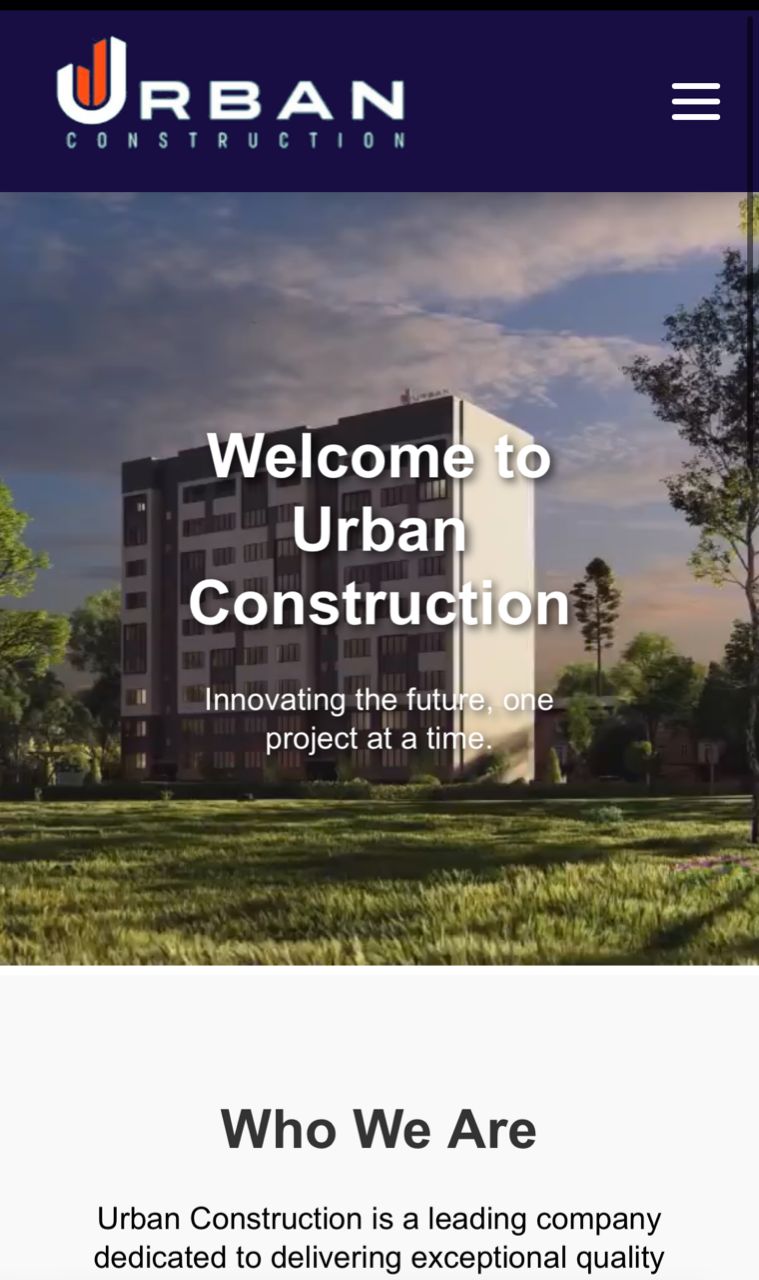 URBAN
CONSTRUCTION
URBAN
Welcome to
Urban
Construction
Innovating the future, one
project at a time.
Who We Are
Urban Construction is a leading company
dedicated to delivering exceptional quality